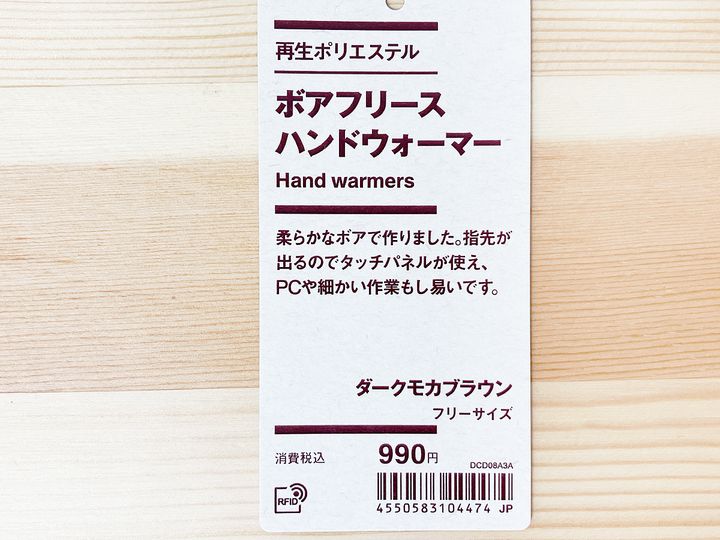 再生ポリエステル
ボアフリース
ハンドウォーマー
Hand warmers
柔らかなボアで作りました。指先が
出るのでタッチパネルが使え、
PCや細かい作業もし易いです。
ダークモカブラウン
フリーサイズ
消費税込 990円
DCD08A3A
RFID
4550583104474 JP